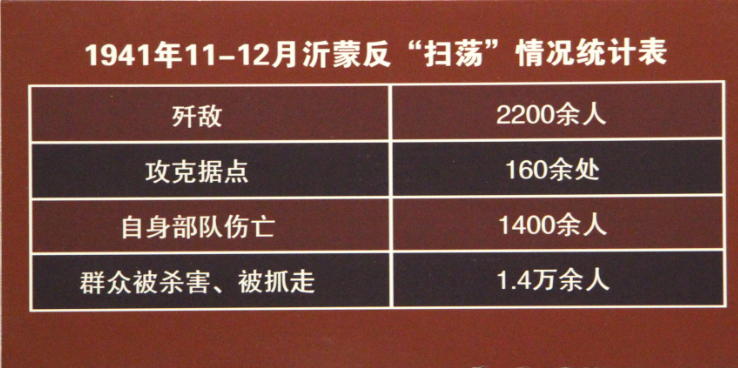 1941年11-12月沂蒙反“扫荡”情况统计表
歼敌 2200余人
攻克据点 160余处
自身部队伤亡 1400余人
群众被杀害、被抓走 1.4万余人